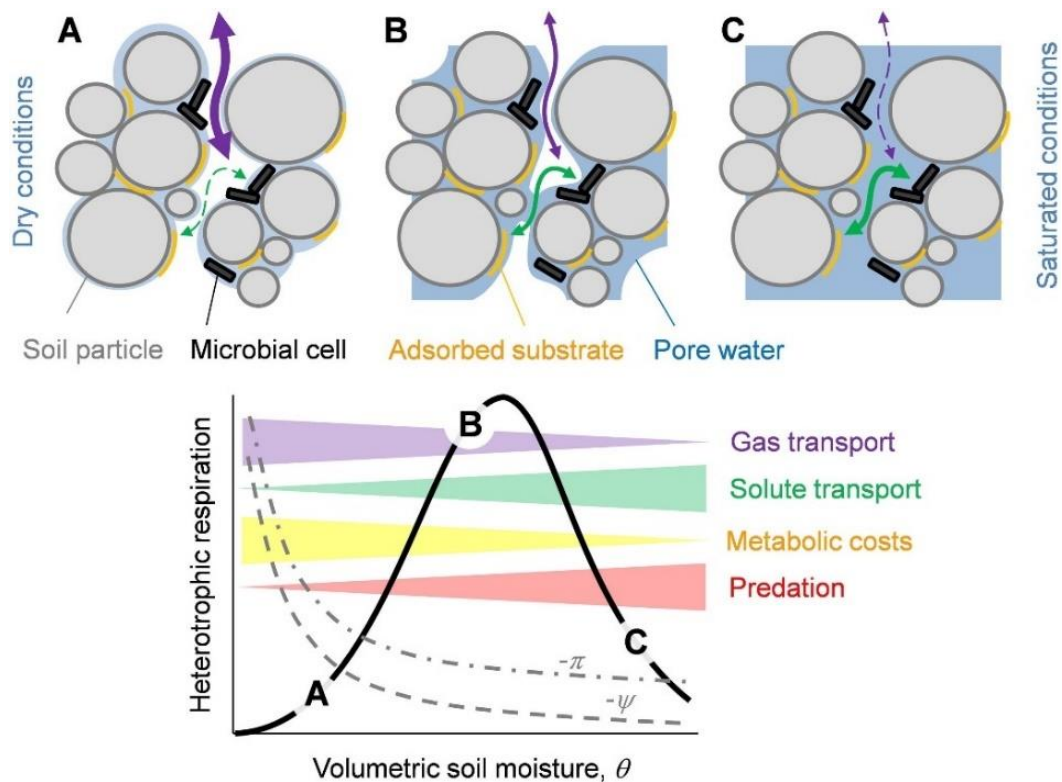 A
B
C
Dry conditions
Saturated conditions
Soil particle
Microbial cell
Adsorbed substrate
Pore water
Heterotrophic respiration
Gas transport
Solute transport
Metabolic costs
Predation
B
A
C
-π
-ψ
Volumetric soil moisture, θ